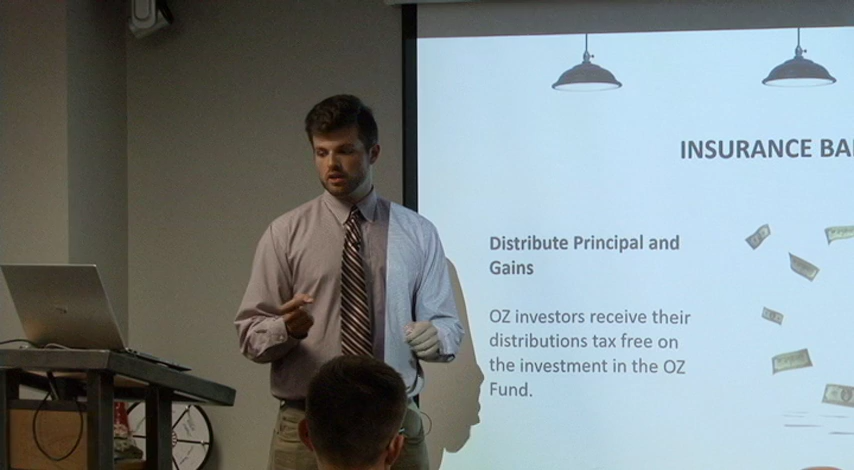 INSURANCE BA
Distribute Principal and
Gains
OZ investors receive their
distributions tax free on
the investment in the OZ
Fund.